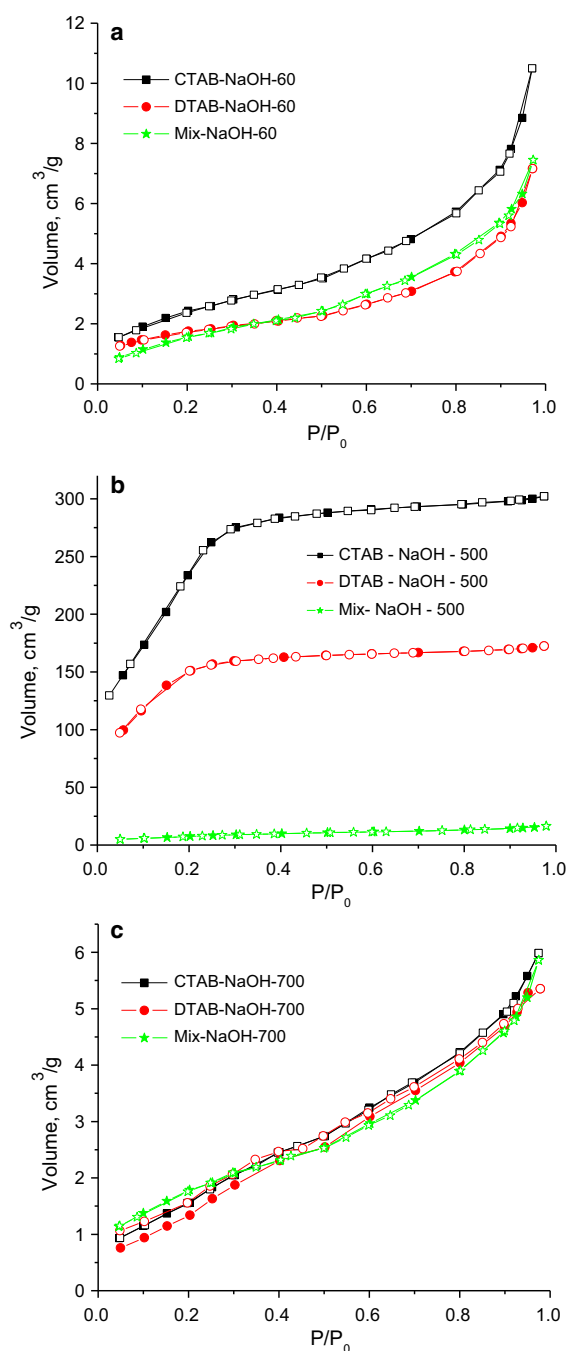 a
CTAB-NaOH-60
DTAB-NaOH-60
Mix-NaOH-60
Volume, cm³/g
12
10
8
6
4
2
0
0.0 0.2 0.4 0.6 0.8 1.0
P/P₀
b
CTAB - NaOH - 500
DTAB - NaOH - 500
Mix- NaOH - 500
Volume, cm³/g
300
250
200
150
100
50
0
0.0 0.2 0.4 0.6 0.8 1.0
P/P₀
c
CTAB-NaOH-700
DTAB-NaOH-700
Mix-NaOH-700
Volume, cm³/g
6
5
4
3
2
1
0
0.0 0.2 0.4 0.6 0.8 1.0
P/P₀